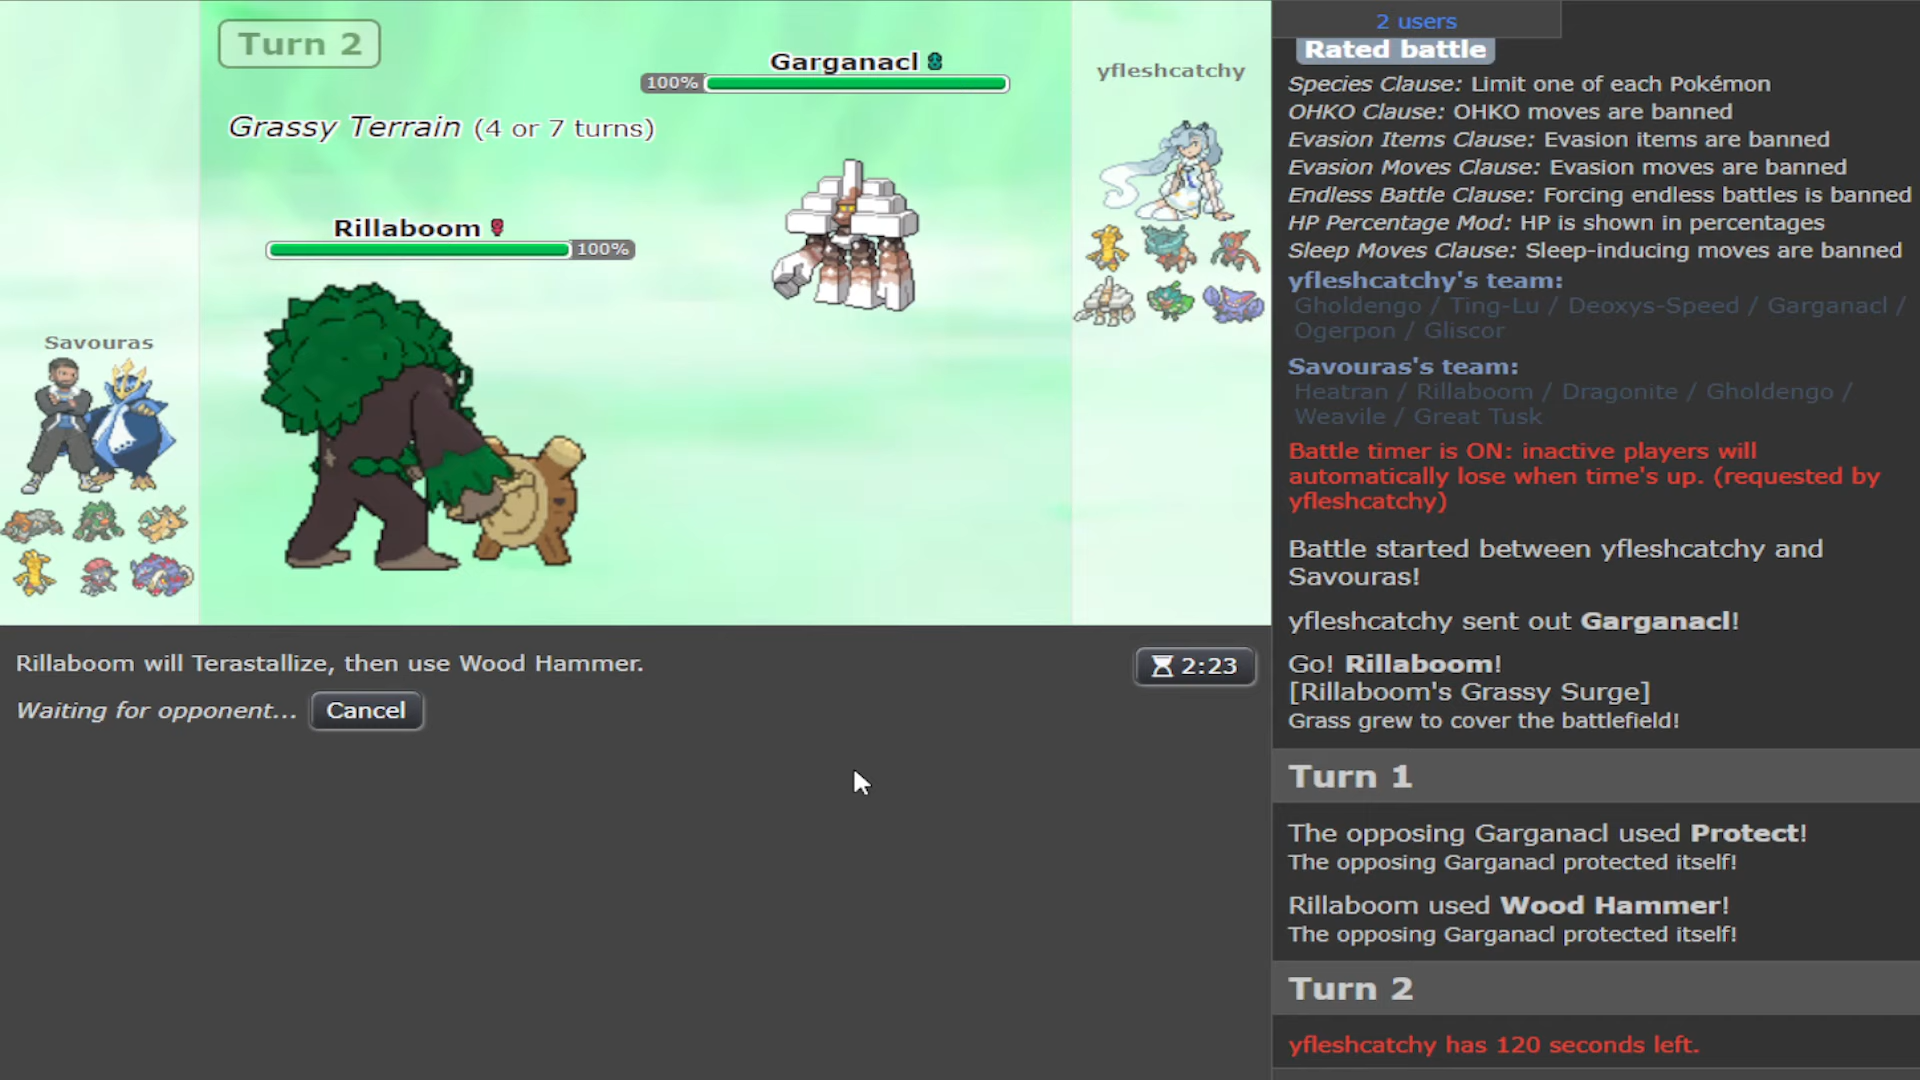 Turn 2
Garganacl
100%
Grassy Terrain (4 or 7 turns)
Rillaboom
100%
yfleshcatchy
Savouras
Rillaboom will Terastallize, then use Wood Hammer.
2:23
Waiting for opponent... Cancel
2 users
Rated battle
Species Clause: Limit one of each Pokémon
OHKO Clause: OHKO moves are banned
Evasion Items Clause: Evasion items are banned
Evasion Moves Clause: Evasion moves are banned
Endless Battle Clause: Forcing endless battles is banned
HP Percentage Mod: HP is shown in percentages
Sleep Moves Clause: Sleep-inducing moves are banned
yfleshcatchy's team:
Gholdengo / Ting-Lu / Deoxys-Speed / Garganacl /
Ogerpon / Gliscor
Savouras's team:
Heatran / Rillaboom / Dragonite / Gholdengo /
Weavile / Great Tusk
Battle timer is ON: inactive players will
automatically lose when time's up. (requested by
yfleshcatchy)
Battle started between yfleshcatchy and
Savouras!
yfleshcatchy sent out Garganacl!
Go! Rillaboom!
[Rillaboom's Grassy Surge]
Grass grew to cover the battlefield!
Turn 1
The opposing Garganacl used Protect!
The opposing Garganacl protected itself!
Rillaboom used Wood Hammer!
The opposing Garganacl protected itself!
Turn 2
yfleshcatchy has 120 seconds left.